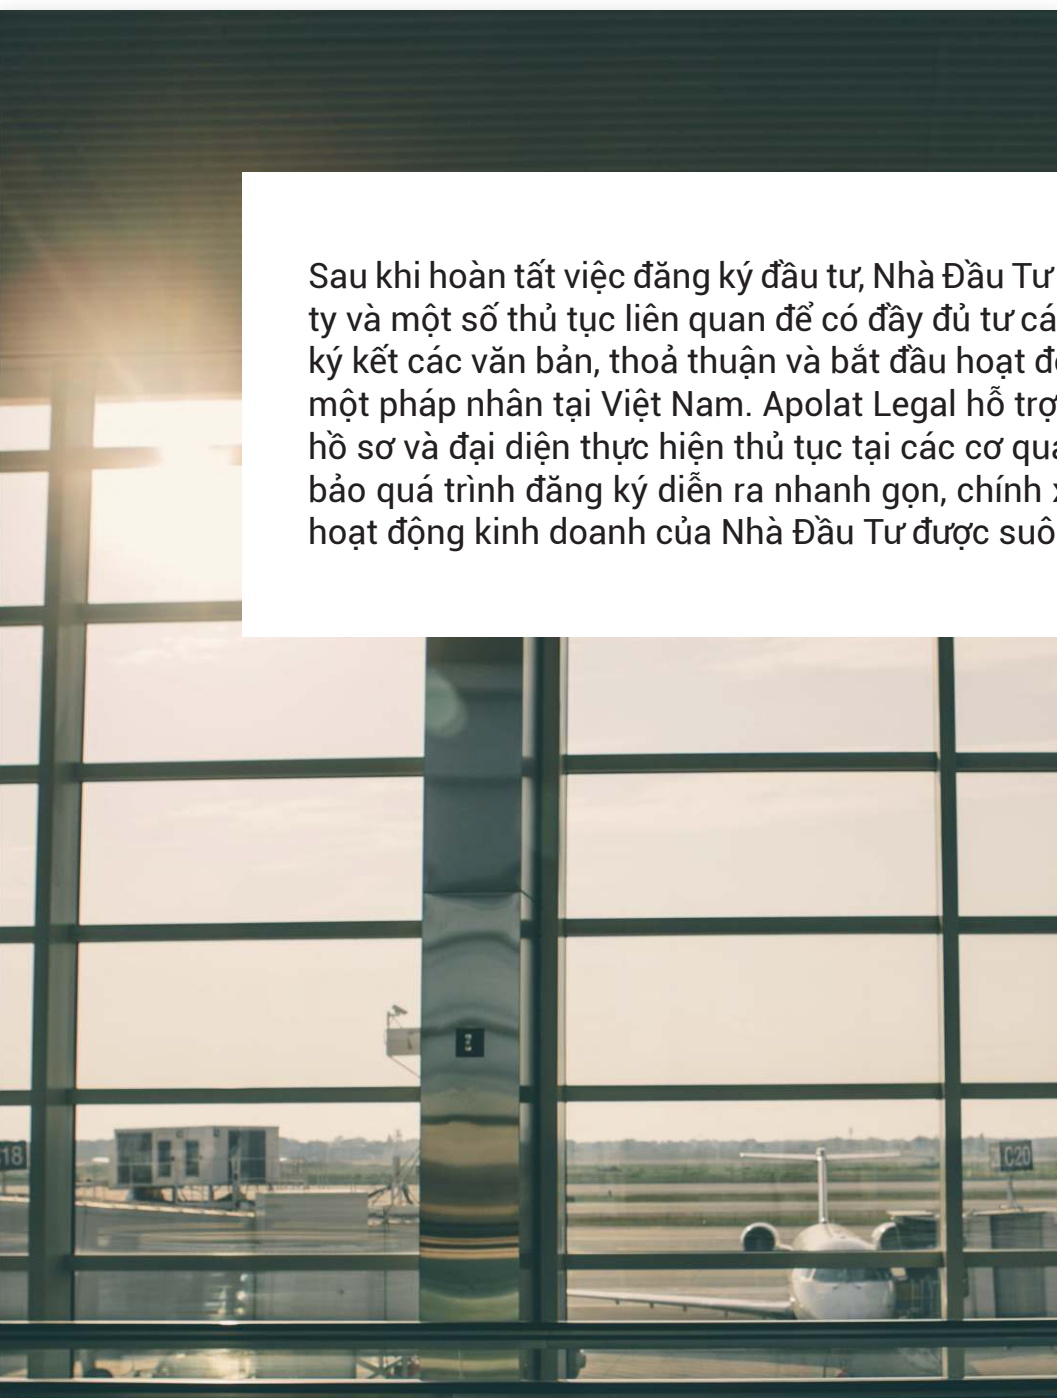 Sau khi hoàn tất việc đăng ký đầu tư, Nhà Đầu Tư
ty và một số thủ tục liên quan để có đầy đủ tư
ký kết các văn bản, thoả thuận và bắt đầu hoạt
một pháp nhân tại Việt Nam. Apolat Legal hỗ trợ
hồ sơ và đại diện thực hiện thủ tục tại các cơ
bảo quá trình đăng ký diễn ra nhanh gọn, chính
hoạt động kinh doanh của Nhà Đầu Tư được
C20